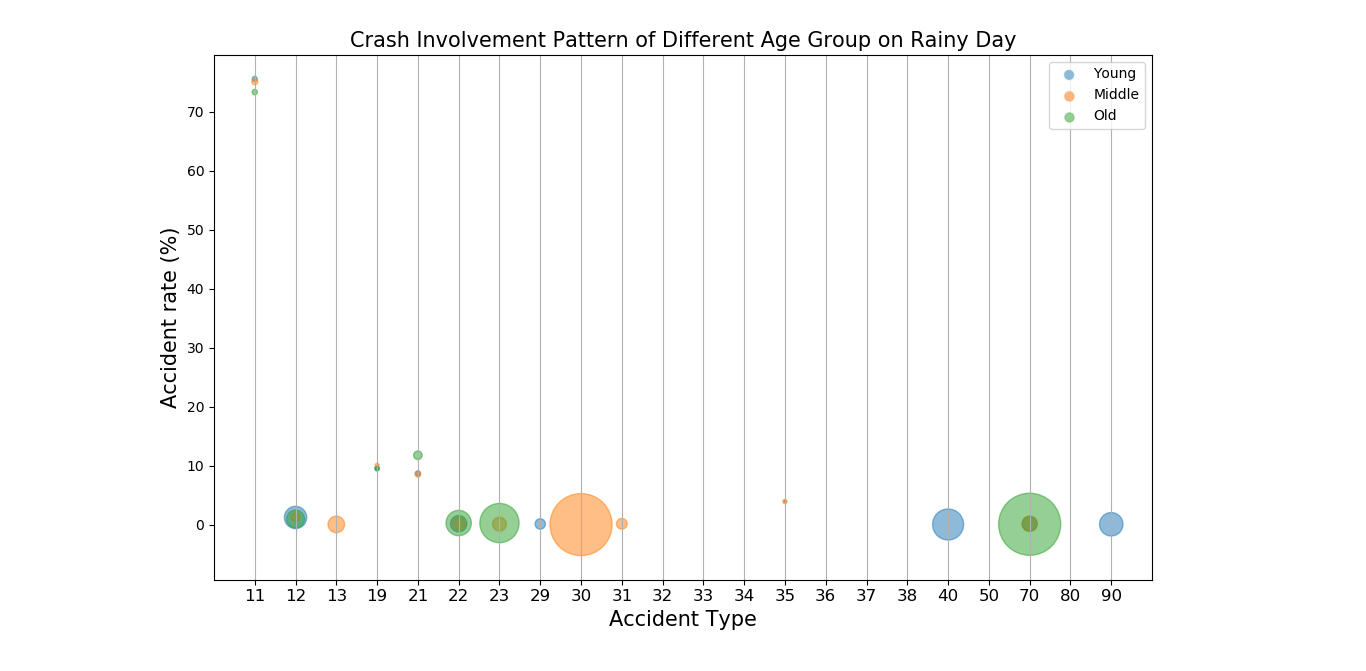 Crash Involvement Pattern of Different Age Group on Rainy Day
Young
Middle
Old
Accident rate (%)
70
60
50
40
30
20
10
0
11 12 13 19 21 22 23 29 30 31 32 33 34 35 36 37 38 40 50 70 80 90
Accident Type